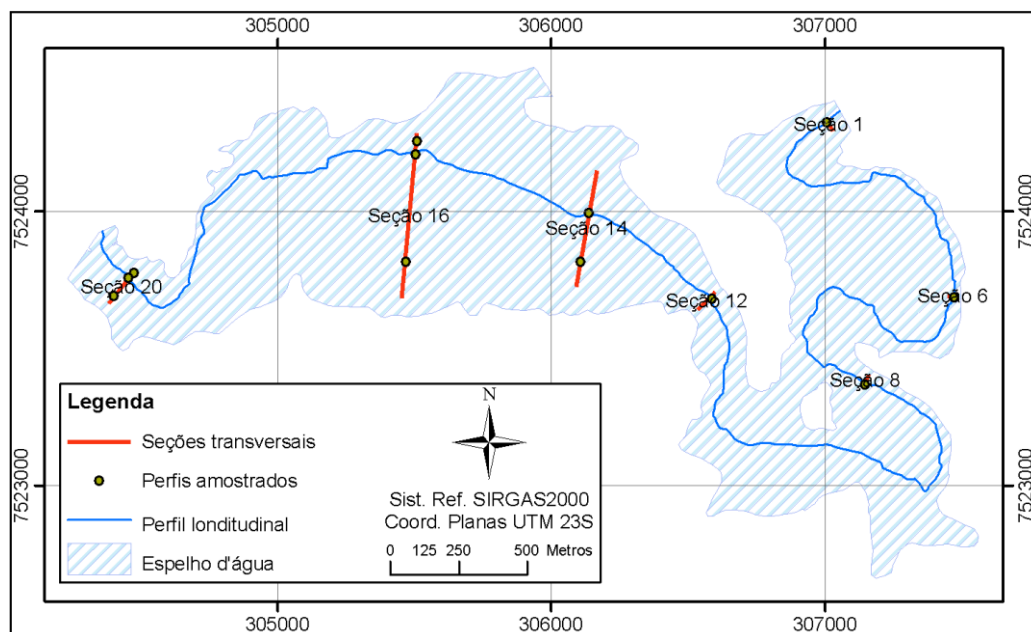 305000 306000 307000
Seção 1
7524000 7524000
Seção 16
Seção 14
Seção 20
Seção 6
Seção 12
Seção 8
Legenda
N
Seções transversais
Perfis amostrados
Sist. Ref. SIRGAS2000
7523000 7523000
Perfil londitudinal
Coord. Planas UTM 23S
0 125 250 500 Metros
Espelho d'água
305000 306000 307000